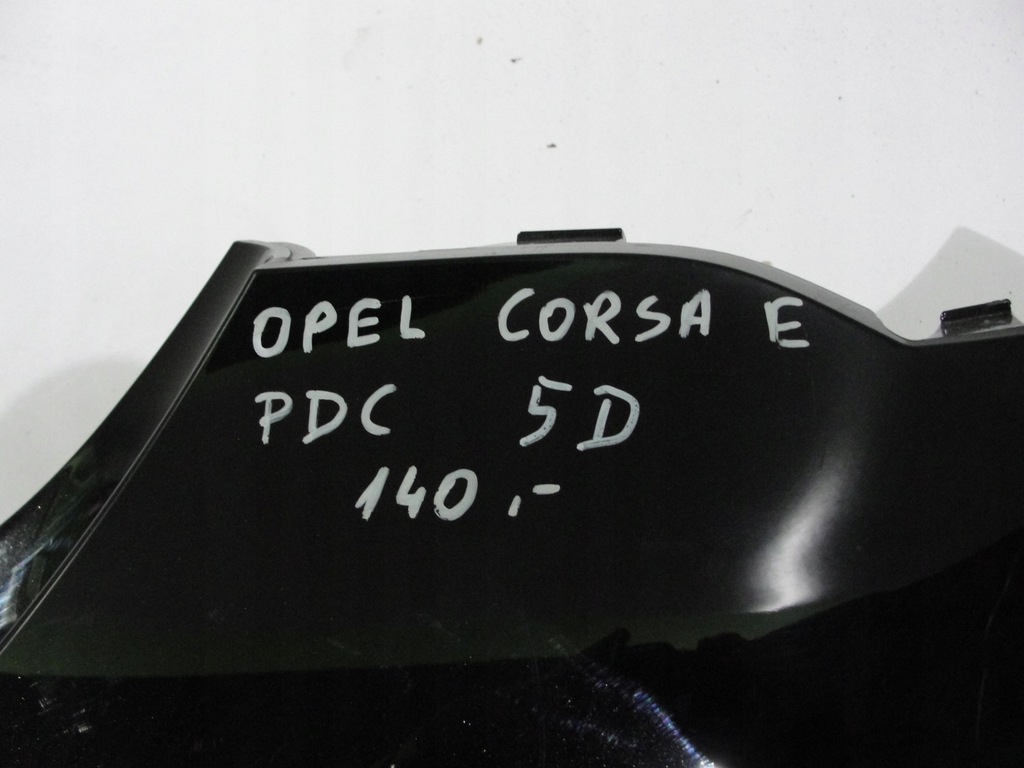 OPEL CORSA E
PDC 5D
140,-